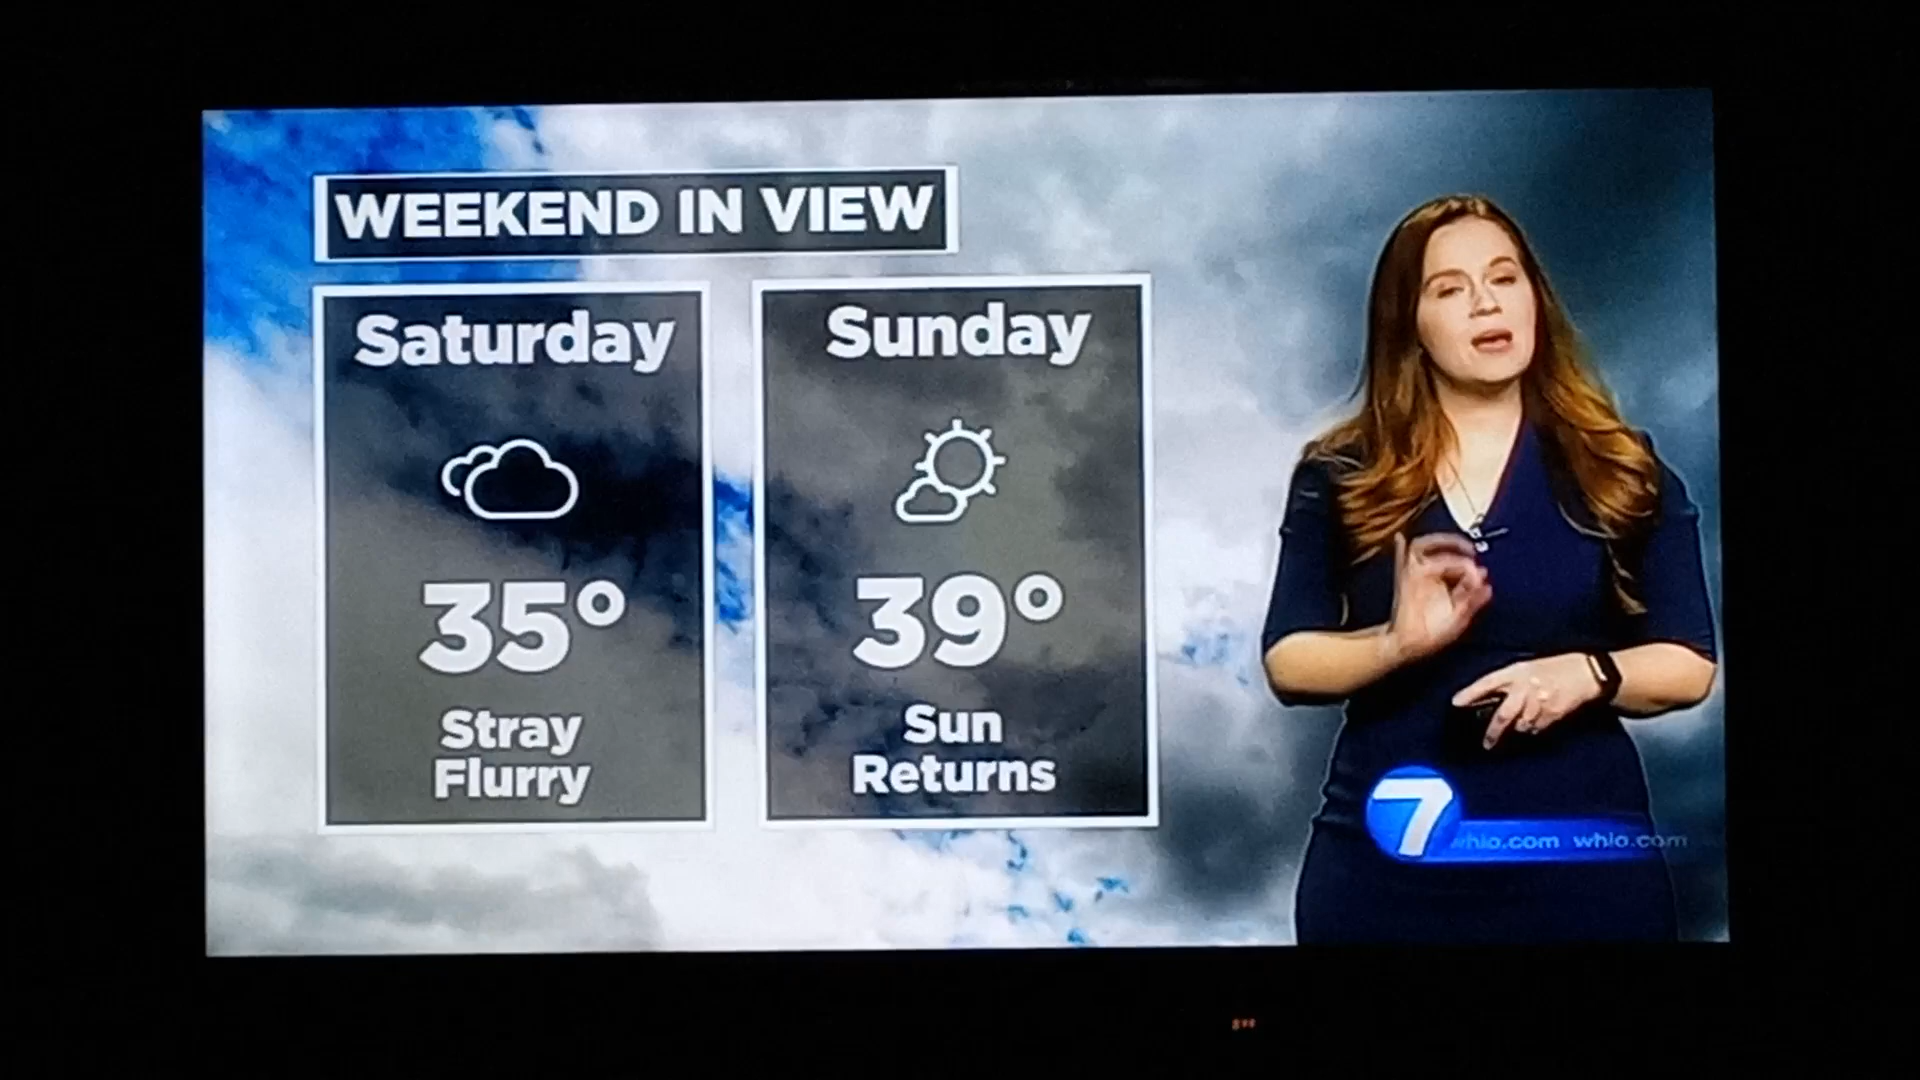 WEEKEND IN VIEW
Saturday
35°
Stray
Flurry
Sunday
39°
Sun
Returns
7
whio.com whio.com